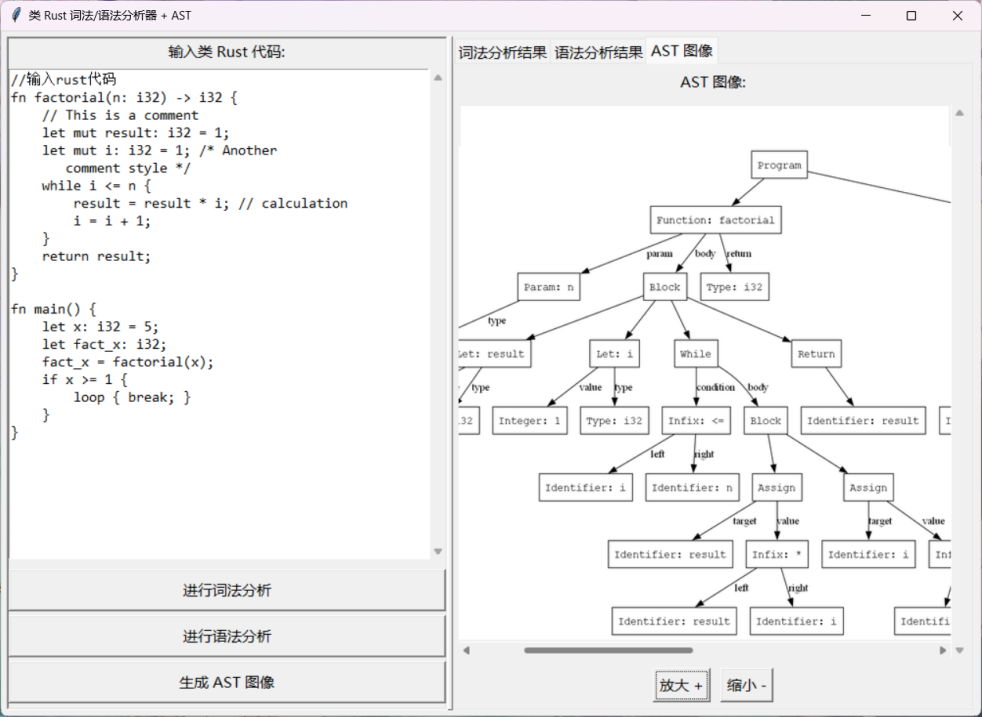 类 Rust 词法/语法分析器 + AST
输入类 Rust 代码:
//输入rust代码
fn factorial(n: i32) -> i32 {
    // This is a comment
    let mut result: i32 = 1;
    let mut i: i32 = 1; /* Another
       comment style */
    while i <= n {
        result = result * i; // calculation
        i = i + 1;
    }
    return result;
}

fn main() {
    let x: i32 = 5;
    let fact_x: i32;
    fact_x = factorial(x);
    if x >= 1 {
        loop { break; }
    }
}
进行词法分析
进行语法分析
生成 AST 图像
词法分析结果 语法分析结果 AST 图像
AST 图像:
Program
Function: factorial
param body return
Param: n Block Type: i32
type
Let: result Let: i While Return
type value type condition body
i32 Integer: 1 Type: i32 Infix: <= Block Identifier: result
left right
Identifier: i Identifier: n Assign Assign
target value target value
Identifier: result Infix: * Identifier: i
left right
Identifier: result Identifier: i
放大 + 缩小 -